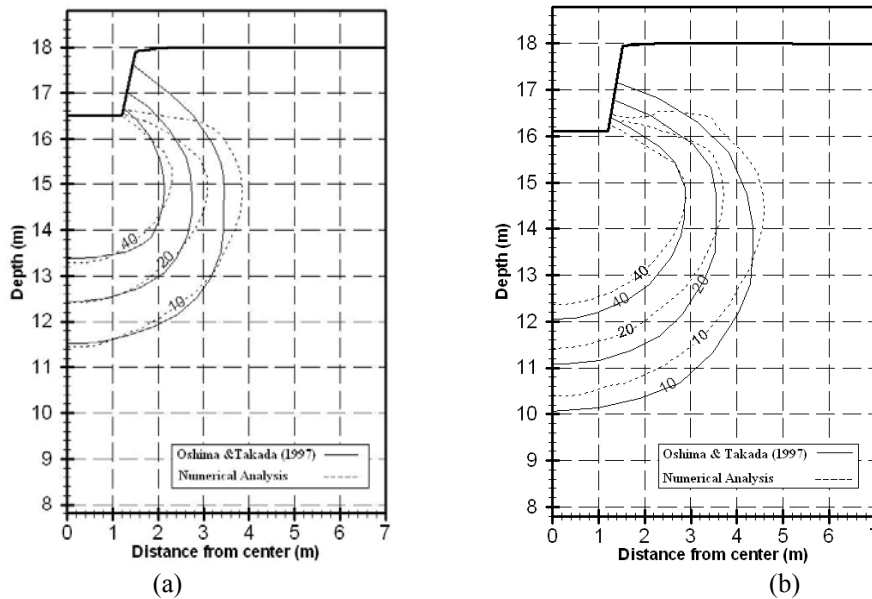 18
17
16
15
14
13
12
11
10
9
8
Depth (m)
40
20
10
Oshima &Takada (1997)
Numerical Analysis
0 1 2 3 4 5 6 7
Distance from center (m)
(a)
18
17
16
15
14
13
12
11
10
9
8
Depth (m)
40
40
20
20
10
10
Oshima & Takada (1997)
Numerical Analysis
0 1 2 3 4 5 6 7
Distance from center (m)
(b)